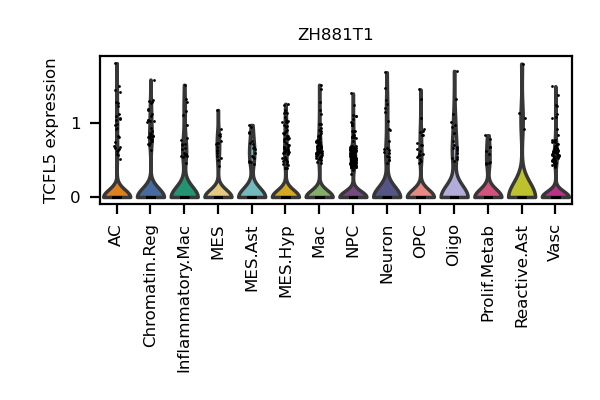 ZH881T1
TCFL5 expression
1
0
AC
Chromatin.Reg
Inflammatory.Mac
MES
MES.Ast
MES.Hyp
Mac
NPC
Neuron
OPC
Oligo
Prolif.Metab
Reactive.Ast
Vasc